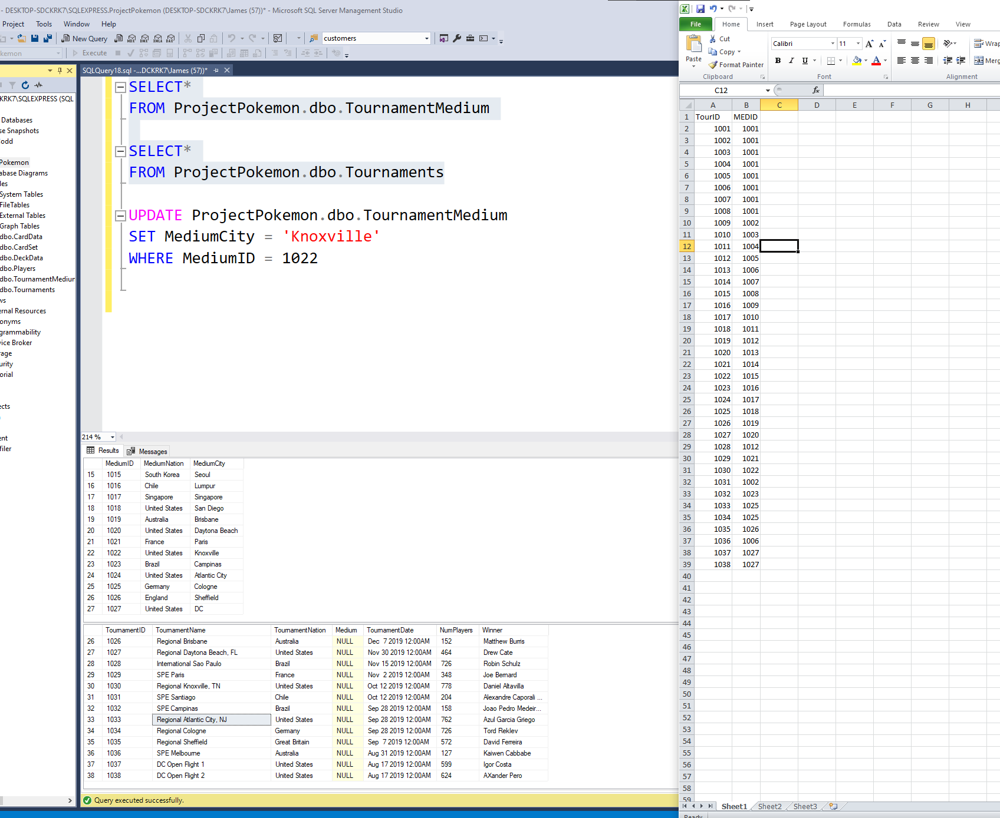 - DESKTOP-SDCKRK7\SQLEXPRESS.ProjectPokemon (DESKTOP-SDCKRK7\James (57))* - Microsoft SQL Server Management Studio
Project Tools Window Help
New Query MDX DMX XMLA DAX customers
Execute
SQLQuery18.sql -...DCKRK7\James (57))*
KRK7\SQLEXPRESS (SQL
Databases
se Snapshots
odd
Pokemon
abase Diagrams
les
System Tables
FileTables
External Tables
Graph Tables
dbo.CardData
dbo.CardSet
dbo.DeckData
dbo.Players
dbo.TournamentMediur
dbo.Tournaments
ws
ernal Resources
onyms
grammability
vice Broker
rage
urity
orial
ects
ent
filer
SELECT*
FROM ProjectPokemon.dbo.TournamentMedium
SELECT*
FROM ProjectPokemon.dbo.Tournaments
UPDATE ProjectPokemon.dbo.TournamentMedium
SET MediumCity = 'Knoxville'
WHERE MediumID = 1022
214 %
Results Messages
MediumID MediumNation MediumCity
15 1015 South Korea Seoul
16 1016 Chile Lumpur
17 1017 Singapore Singapore
18 1018 United States San Diego
19 1019 Australia Brisbane
20 1020 United States Daytona Beach
21 1021 France Paris
22 1022 United States Knoxville
23 1023 Brazil Campinas
24 1024 United States Atlantic City
25 1025 Germany Cologne
26 1026 England Sheffield
27 1027 United States DC
TournamentID TournamentName TournamentNation Medium TournamentDate NumPlayers Winner
26 1026 Regional Brisbane Australia NULL Dec 7 2019 12:00AM 152 Matthew Burris
27 1027 Regional Daytona Beach, FL United States NULL Nov 30 2019 12:00AM 464 Drew Cate
28 1028 International Sao Paulo Brazil NULL Nov 15 2019 12:00AM 726 Robin Schulz
29 1029 SPE Paris France NULL Nov 2 2019 12:00AM 348 Joe Bernard
30 1030 Regional Knoxville, TN United States NULL Oct 12 2019 12:00AM 778 Daniel Altavilla
31 1031 SPE Santiago Chile NULL Oct 12 2019 12:00AM 204 Alexandre Caporali ...
32 1032 SPE Campinas Brazil NULL Sep 28 2019 12:00AM 158 Joao Pedro Medeir...
33 1033 Regional Atlantic City, NJ United States NULL Sep 28 2019 12:00AM 762 Azul Garcia Griego
34 1034 Regional Cologne Germany NULL Sep 28 2019 12:00AM 726 Tord Reklev
35 1035 Regional Sheffield Great Britain NULL Sep 7 2019 12:00AM 572 David Ferreira
36 1036 SPE Melbourne Australia NULL Aug 31 2019 12:00AM 127 Kaiwen Cabbabe
37 1037 DC Open Flight 1 United States NULL Aug 17 2019 12:00AM 599 Igor Costa
38 1038 DC Open Flight 2 United States NULL Aug 17 2019 12:00AM 624 AXander Pero
Query executed successfully.
File Home Insert Page Layout Formulas Data Review View
Paste Cut Copy Format Painter
Calibri 11 Wrap
B I U Merg
Clipboard Font Alignment
C12 fx
A B C D E F G H
1 TourID MEDID
2 1001 1001
3 1002 1001
4 1003 1001
5 1004 1001
6 1005 1001
7 1006 1001
8 1007 1001
9 1008 1001
10 1009 1002
11 1010 1003
12 1011 1004
13 1012 1005
14 1013 1006
15 1014 1007
16 1015 1008
17 1016 1009
18 1017 1010
19 1018 1011
20 1019 1012
21 1020 1013
22 1021 1014
23 1022 1015
24 1023 1016
25 1024 1017
26 1025 1018
27 1026 1019
28 1027 1020
29 1028 1012
30 1029 1021
31 1030 1022
32 1031 1002
33 1032 1023
34 1033 1025
35 1034 1025
36 1035 1026
37 1036 1006
38 1037 1027
39 1038 1027
40
41
42
43
44
45
46
47
48
49
50
51
52
53
54
55
56
57
58
59
Sheet1 Sheet2 Sheet3
Ready